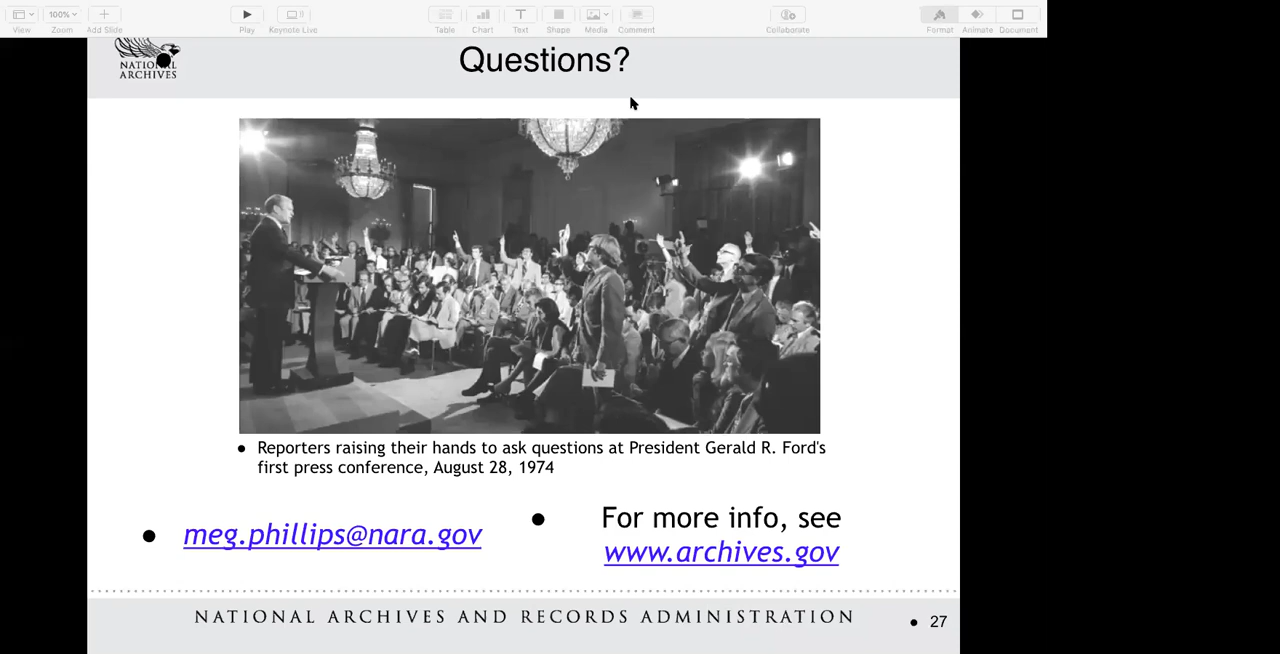 100%
View
Zoom
Add Slide
Play
Keynote Live
Table
Chart
Text
Shape
Media
Comment
Collaborate
Format
Animate
Document
NATIONAL
ARCHIVES
Questions?
• Reporters raising their hands to ask questions at President Gerald R. Ford's
first press conference, August 28, 1974
• meg.phillips@nara.gov
• For more info, see
www.archives.gov
NATIONAL ARCHIVES AND RECORDS ADMINISTRATION
• 27